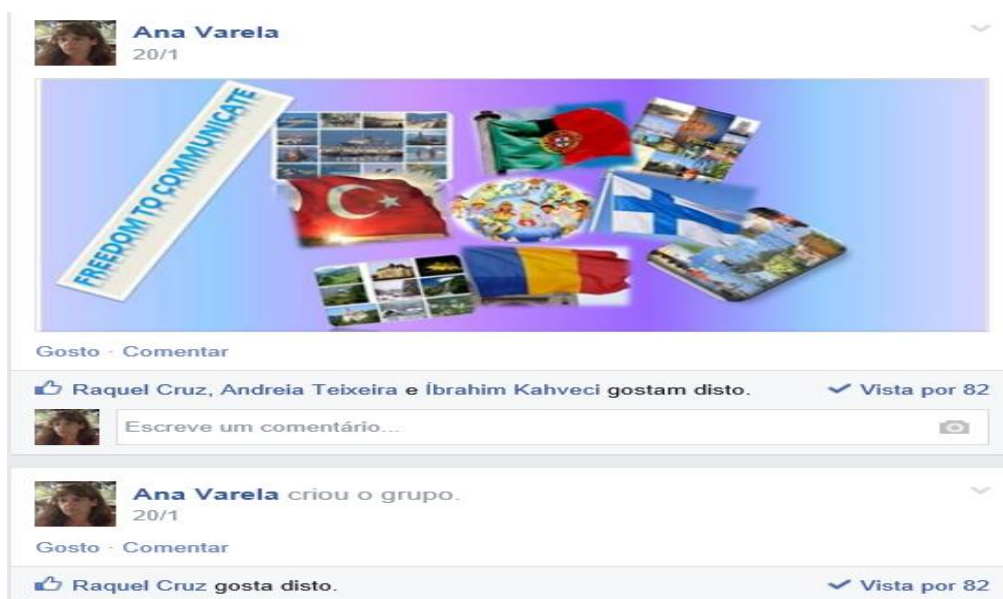 Ana Varela
20/1
FREEDOM TO COMMUNICATE
Gosto · Comentar
Raquel Cruz, Andreia Teixeira e Íbrahim Kahveci gostam disto.
Vista por 82
Escreve um comentário...
Ana Varela criou o grupo.
20/1
Gosto · Comentar
Raquel Cruz gosta disto.
Vista por 82